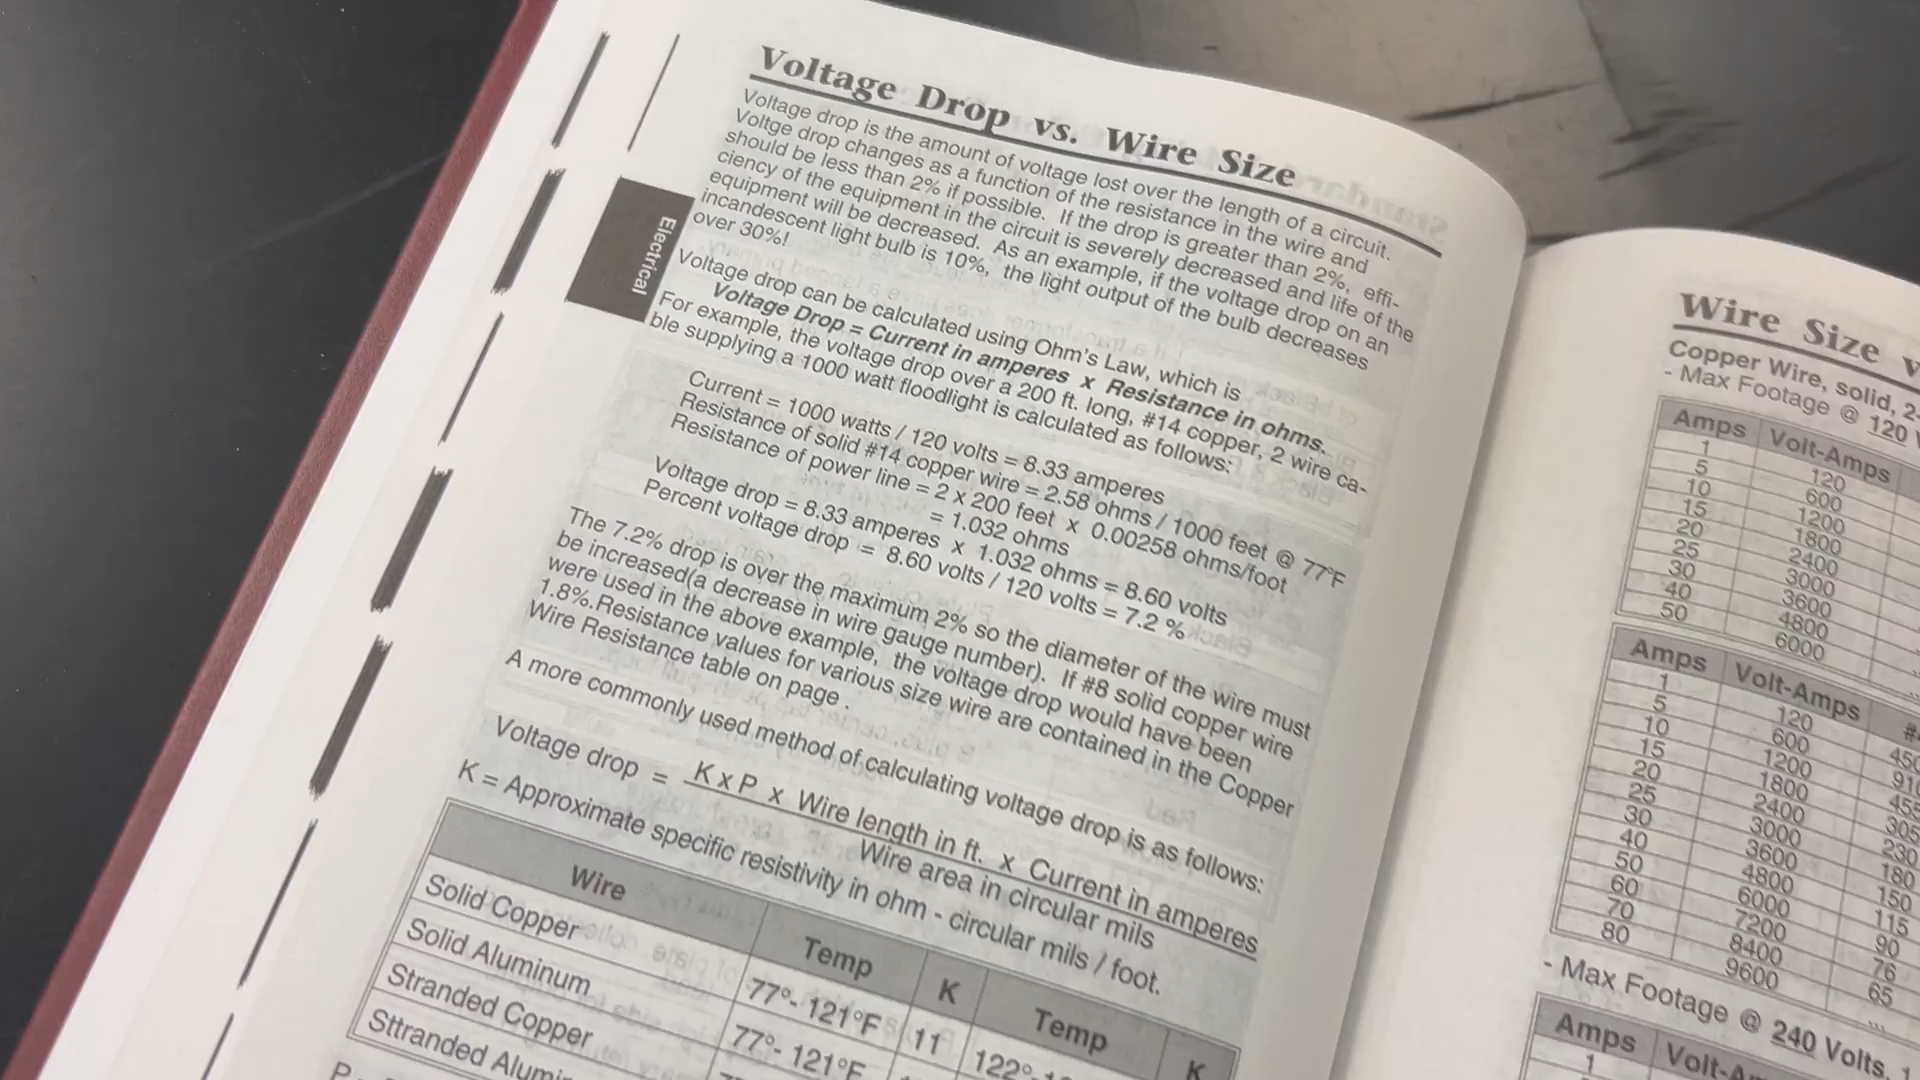 Voltage Drop vs. Wire Size
Voltage drop is the amount of voltage lost over the length of a circuit.
Voltge drop changes as a function of the resistance in the wire and
should be less than 2% if possible. If the drop is greater than 2%, effi-
ciency of the equipment in the circuit is severely decreased and life of the
equipment will be decreased. As an example, if the voltage drop on an
incandescent light bulb is 10%, the light output of the bulb decreases
over 30%!
Electrical
Voltage drop can be calculated using Ohm's Law, which is
Voltage Drop = Current in amperes x Resistance in ohms.
For example, the voltage drop over a 200 ft. long, #14 copper, 2 wire ca-
ble supplying a 1000 watt floodlight is calculated as follows:
Current = 1000 watts / 120 volts = 8.33 amperes
Resistance of solid #14 copper wire = 2.58 ohms / 1000 feet @ 77°F
Resistance of power line = 2 x 200 feet x 0.00258 ohms/foot
= 1.032 ohms
Voltage drop = 8.33 amperes x 1.032 ohms = 8.60 volts
Percent voltage drop = 8.60 volts / 120 volts = 7.2 %
The 7.2% drop is over the maximum 2% so the diameter of the wire must
be increased(a decrease in wire gauge number). If #8 solid copper wire
were used in the above example, the voltage drop would have been
1.8%.Resistance values for various size wire are contained in the Copper
Wire Resistance table on page .
A more commonly used method of calculating voltage drop is as follows:
Voltage drop = K x P x Wire length in ft. x Current in amperes
Wire area in circular mils
K = Approximate specific resistivity in ohm - circular mils / foot.
Wire Temp K Temp K
Solid Copper 77°- 121°F 11
Solid Aluminum 77°- 121°F
Stranded Copper
Sttranded
Wire Size
Copper Wire, solid,
- Max Footage @ 120
Amps Volt-Amps
1 120
5 600
10 1200
15 1800
20 2400
25 3000
30 3600
40 4800
50 6000
Amps Volt-Amps
1 120
5 600 450
10 1200 910
15 1800 455
20 2400 305
25 3000 230
30 3600 180
40 4800 150
50 6000 115
60 7200 90
70 8400 76
80 9600 65
- Max Footage @ 240 Volts,
Amps
1